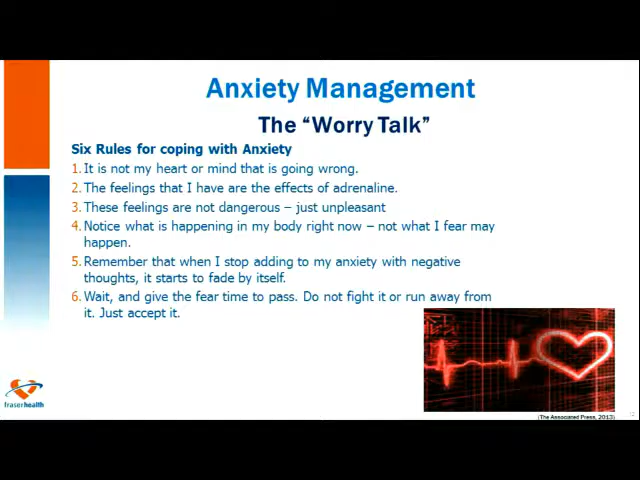 Anxiety Management
The “Worry Talk”
Six Rules for coping with Anxiety
1. It is not my heart or mind that is going wrong.
2. The feelings that I have are the effects of adrenaline.
3. These feelings are not dangerous – just unpleasant
4. Notice what is happening in my body right now – not what I fear may
happen.
5. Remember that when I stop adding to my anxiety with negative
thoughts, it starts to fade by itself.
6. Wait, and give the fear time to pass. Do not fight it or run away from
it. Just accept it.
fraserhealth
(The Associated Press, 2013)